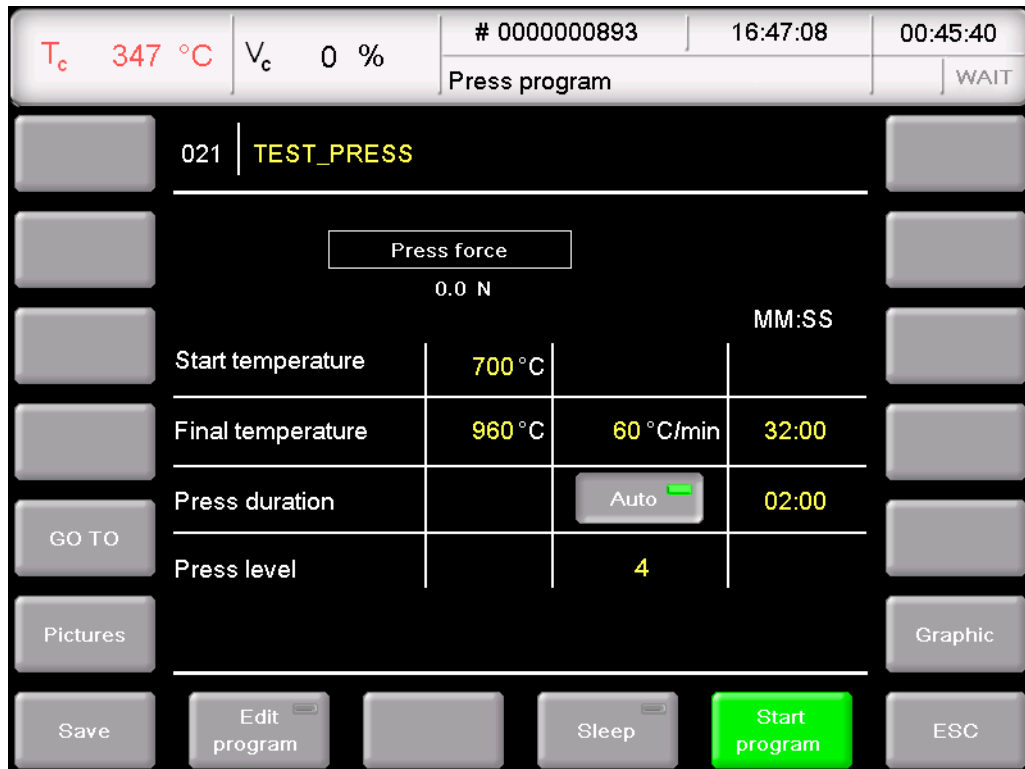 Tc 347 °C Vc 0 % # 0000000893 16:47:08 00:45:40
Press program WAIT
021 TEST_PRESS
Press force
0.0 N
MM:SS
Start temperature 700 °C
Final temperature 960 °C 60 °C/min 32:00
Press duration Auto 02:00
GO TO
Press level 4
Pictures Graphic
Save Edit program Sleep Start program ESC